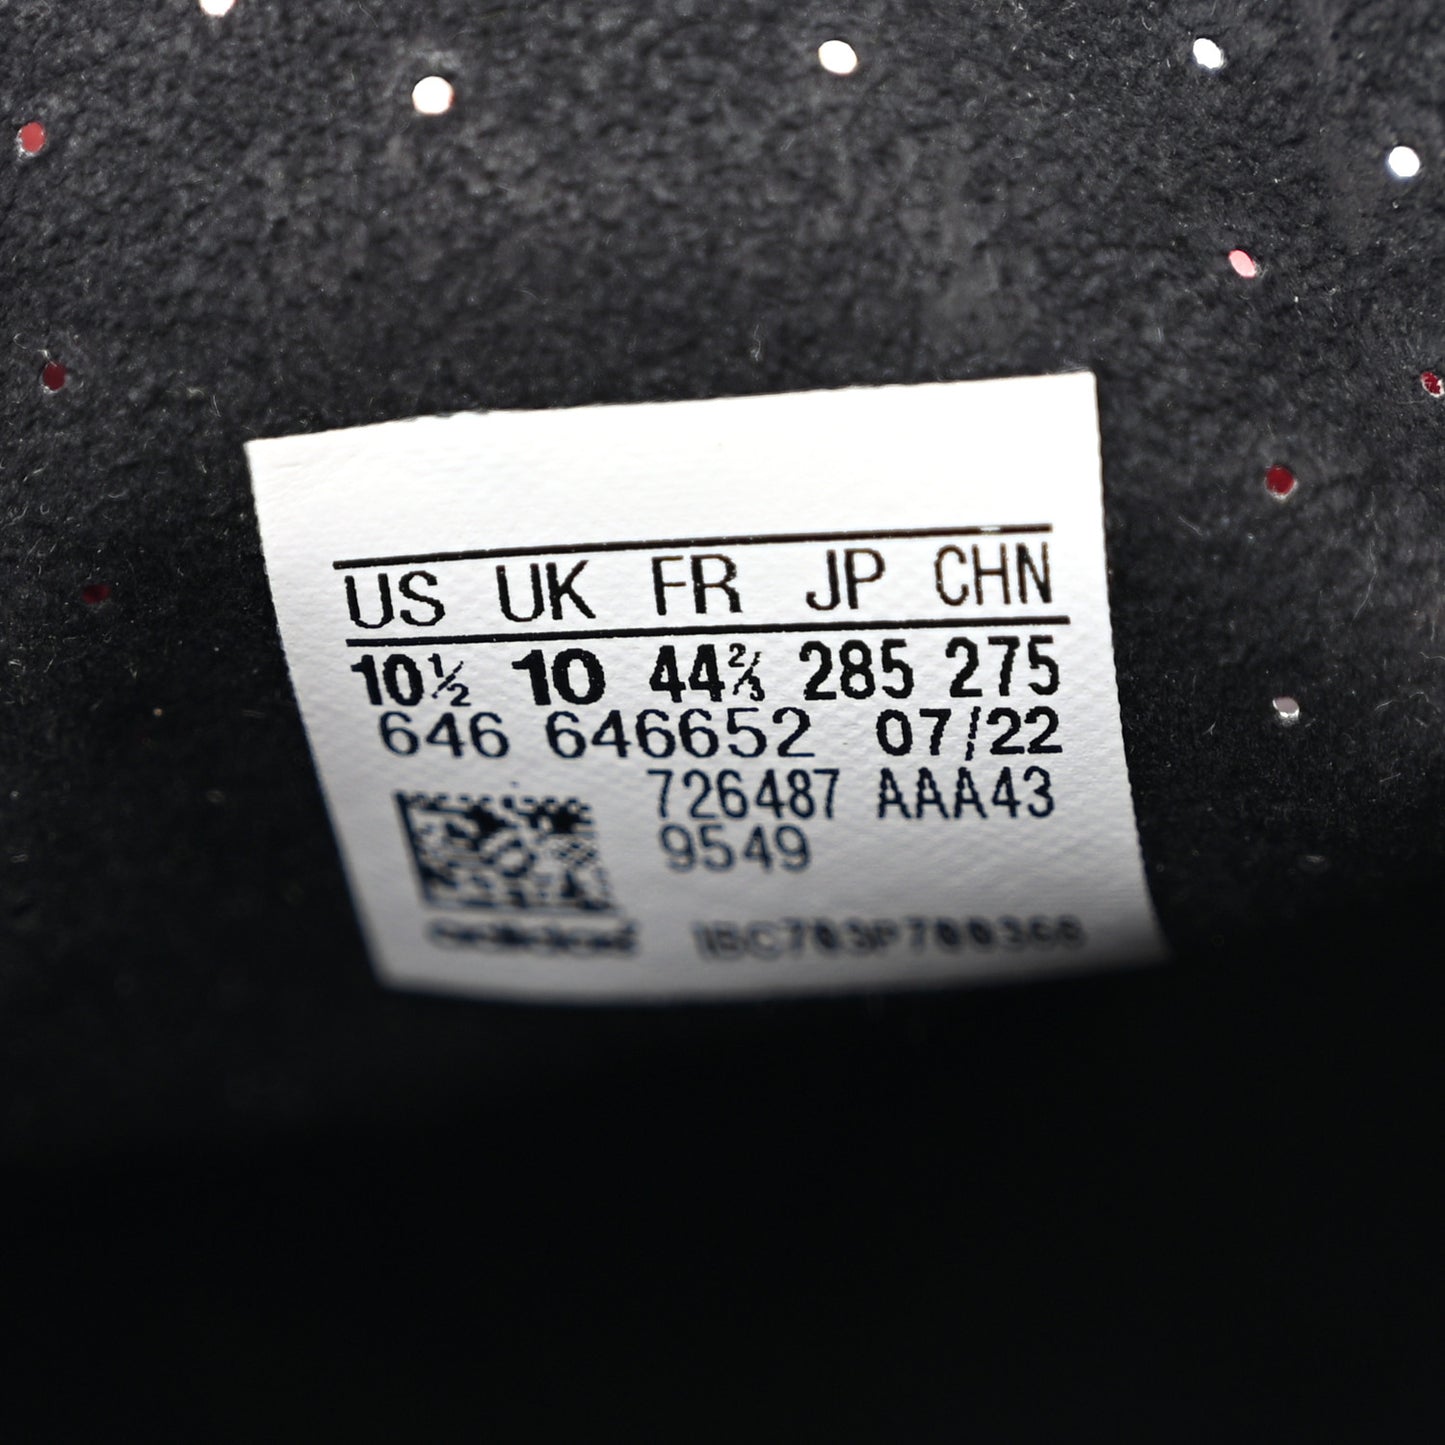 US UK FR JP CHN
10½ 10 44⅔ 285 275
646 646652 07/22
726487 AAA43
9549
adidas